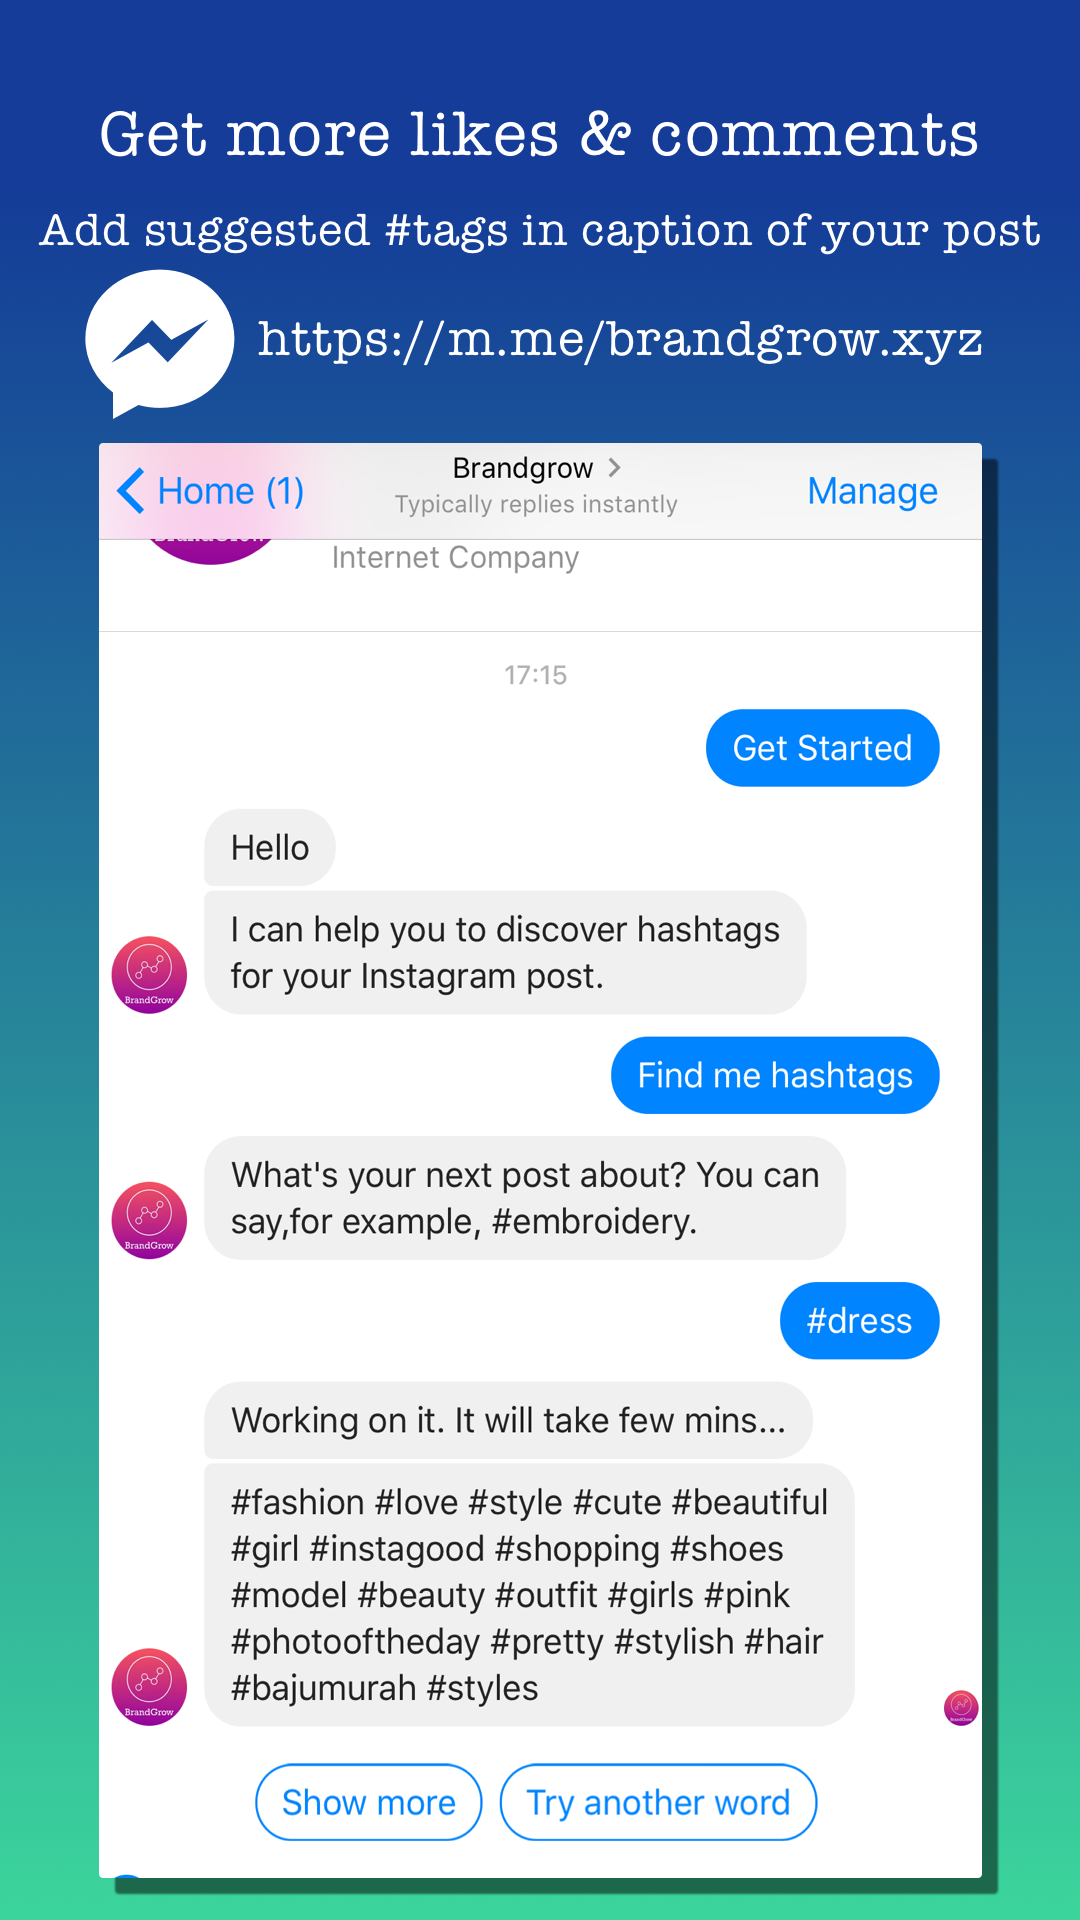 Get more likes & comments
Add suggested #tags in caption of your post
https://m.me/brandgrow.xyz
Home (1)
Brandgrow
Typically replies instantly
Manage
BrandGrow
Internet Company
17:15
Get Started
Hello
I can help you to discover hashtags
for your Instagram post.
BrandGrow
Find me hashtags
What's your next post about? You can
say,for example, #embroidery.
BrandGrow
#dress
Working on it. It will take few mins...
#fashion #love #style #cute #beautiful
#girl #instagood #shopping #shoes
#model #beauty #outfit #girls #pink
#photooftheday #pretty #stylish #hair
#bajumurah #styles
BrandGrow
BrandGrow
Show more
Try another word